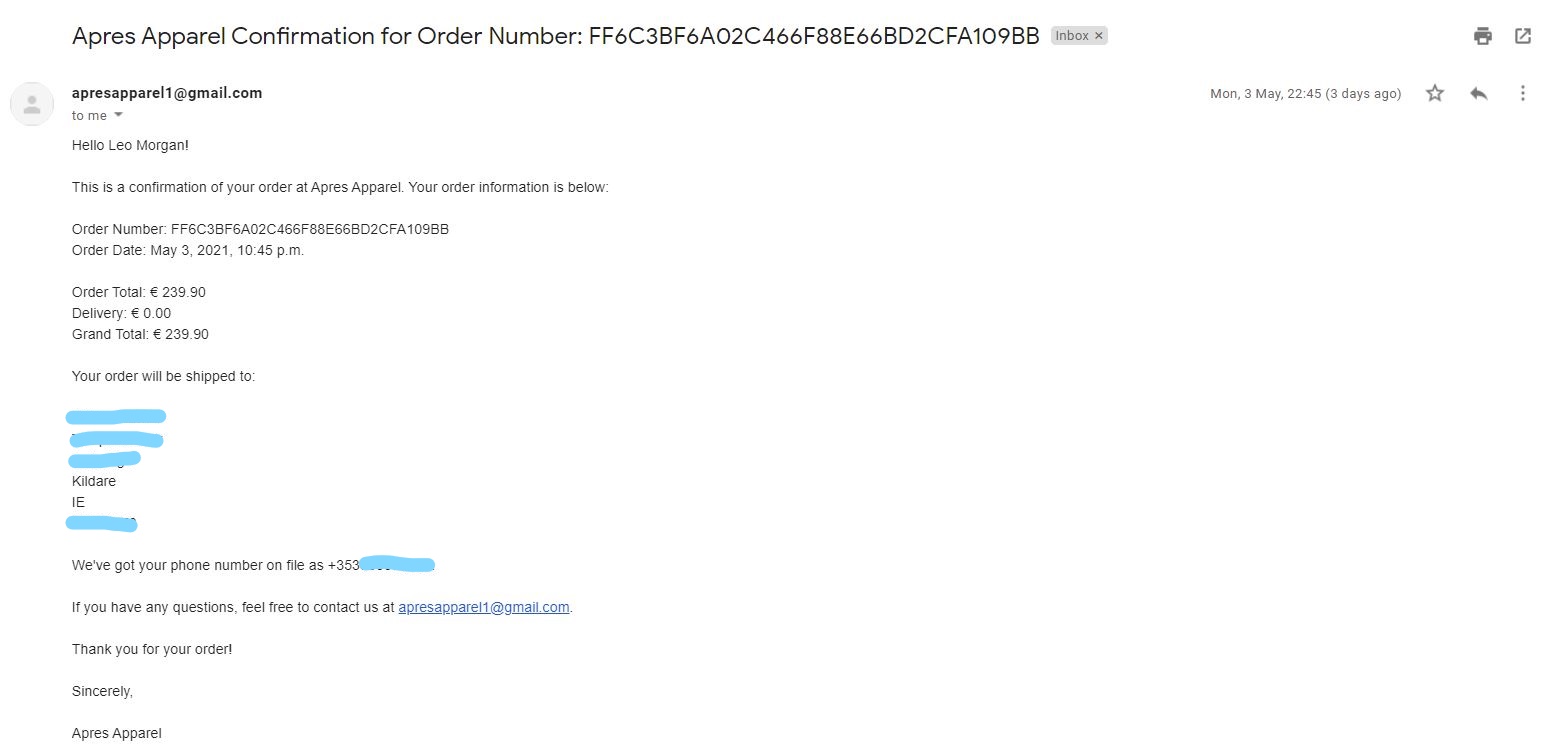 Apres Apparel Confirmation for Order Number: FF6C3BF6A02C466F88E66BD2CFA109BB Inbox ×
apresapparel1@gmail.com Mon, 3 May, 22:45 (3 days ago)
to me
Hello Leo Morgan!
This is a confirmation of your order at Apres Apparel. Your order information is below:
Order Number: FF6C3BF6A02C466F88E66BD2CFA109BB
Order Date: May 3, 2021, 10:45 p.m.
Order Total: € 239.90
Delivery: € 0.00
Grand Total: € 239.90
Your order will be shipped to:
Kildare
IE
We've got your phone number on file as +353
If you have any questions, feel free to contact us at apresapparel1@gmail.com.
Thank you for your order!
Sincerely,
Apres Apparel